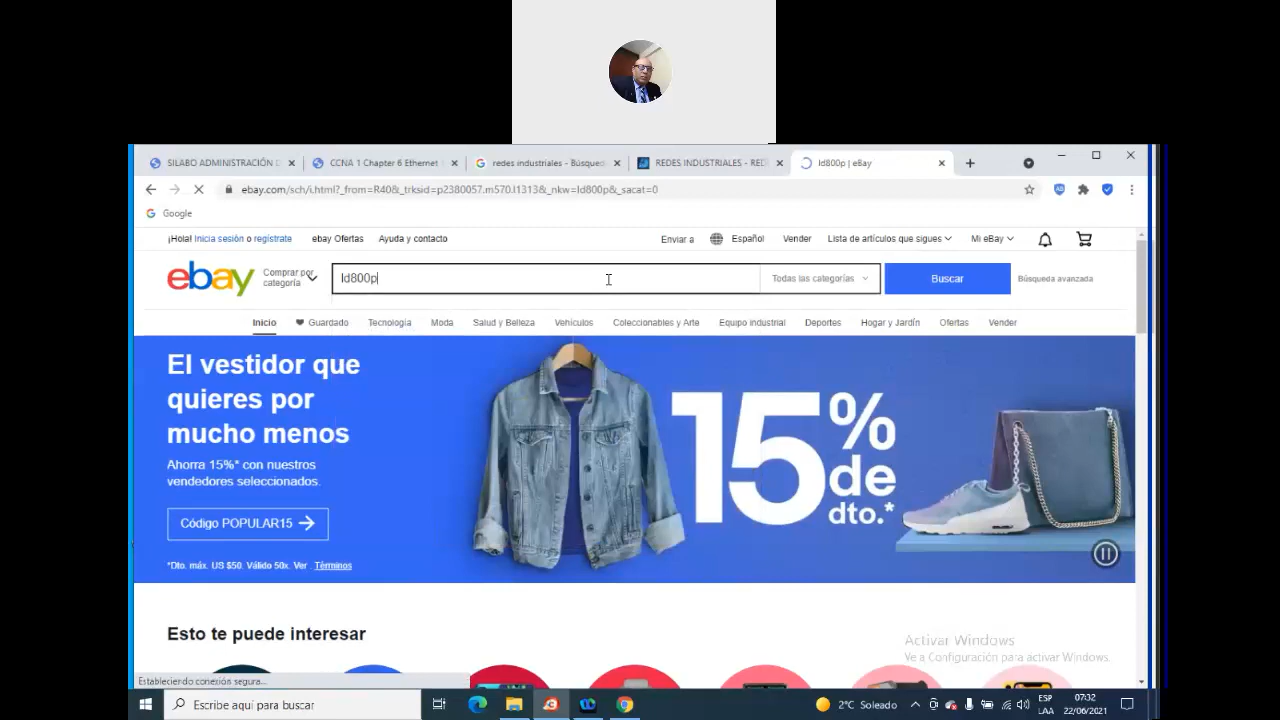 SILABO ADMINISTRACIÓN D
CCNA 1 Chapter 6 Ethernet
redes industriales - Búsqued
REDES INDUSTRIALES - RED
ld800p | eBay
ebay.com/sch/i.html?_from=R40&_trksid=p2380057.m570.l1313&_nkw=ld800p&_sacat=0
Google
¡Hola! Inicia sesión o regístrate
ebay Ofertas
Ayuda y contacto
Enviar a
Español
Vender
Lista de artículos que sigues
Mi eBay
ebay
Comprar por
categoría
ld800p
Todas las categorías
Buscar
Búsqueda avanzada
Inicio
Guardado
Tecnología
Moda
Salud y Belleza
Vehículos
Coleccionables y Arte
Equipo industrial
Deportes
Hogar y Jardín
Ofertas
Vender
El vestidor que
quieres por
mucho menos
Ahorra 15%* con nuestros
vendedores seleccionados.
Código POPULAR15
*Dto. máx. US $50. Válido 50x. Ver Términos
15%
de
dto.*
Esto te puede interesar
Activar Windows
Ve a Configuración para activar Windows.
Estableciendo conexión segura...
Escribe aquí para buscar
2°C Soleado
ESP
LAA
07:32
22/06/2021